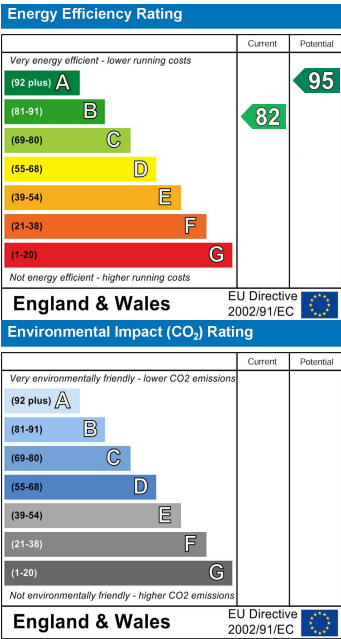 Energy Efficiency Rating
Current Potential
Very energy efficient - lower running costs
(92 plus) A 95
(81-91) B 82
(69-80) C
(55-68) D
(39-54) E
(21-38) F
(1-20) G
Not energy efficient - higher running costs
England & Wales EU Directive
2002/91/EC
Environmental Impact (CO₂) Rating
Current Potential
Very environmentally friendly - lower CO2 emissions
(92 plus) A
(81-91) B
(69-80) C
(55-68) D
(39-54) E
(21-38) F
(1-20) G
Not environmentally friendly - higher CO2 emissions
England & Wales EU Directive
2002/91/EC